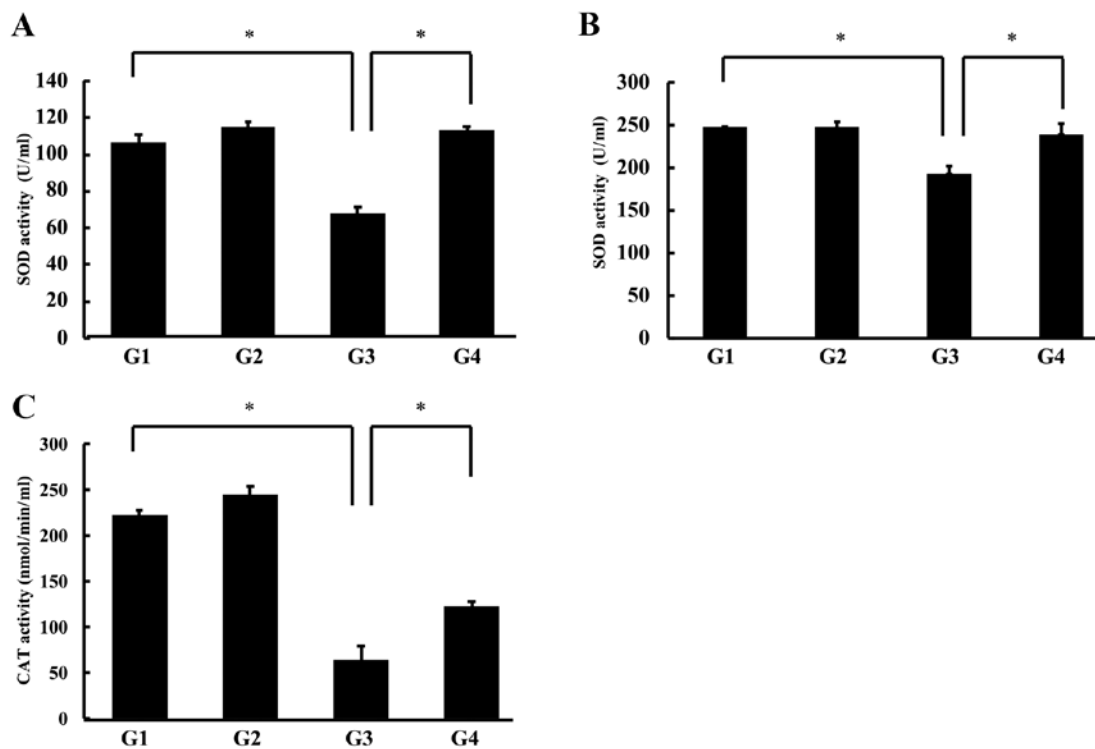 A
* *
SOD activity (U/ml)
140
120
100
80
60
40
20
0
G1 G2 G3 G4
B
* *
SOD activity (U/ml)
300
250
200
150
100
50
0
G1 G2 G3 G4
C
* *
CAT activity (nmol/min/ml)
300
250
200
150
100
50
0
G1 G2 G3 G4